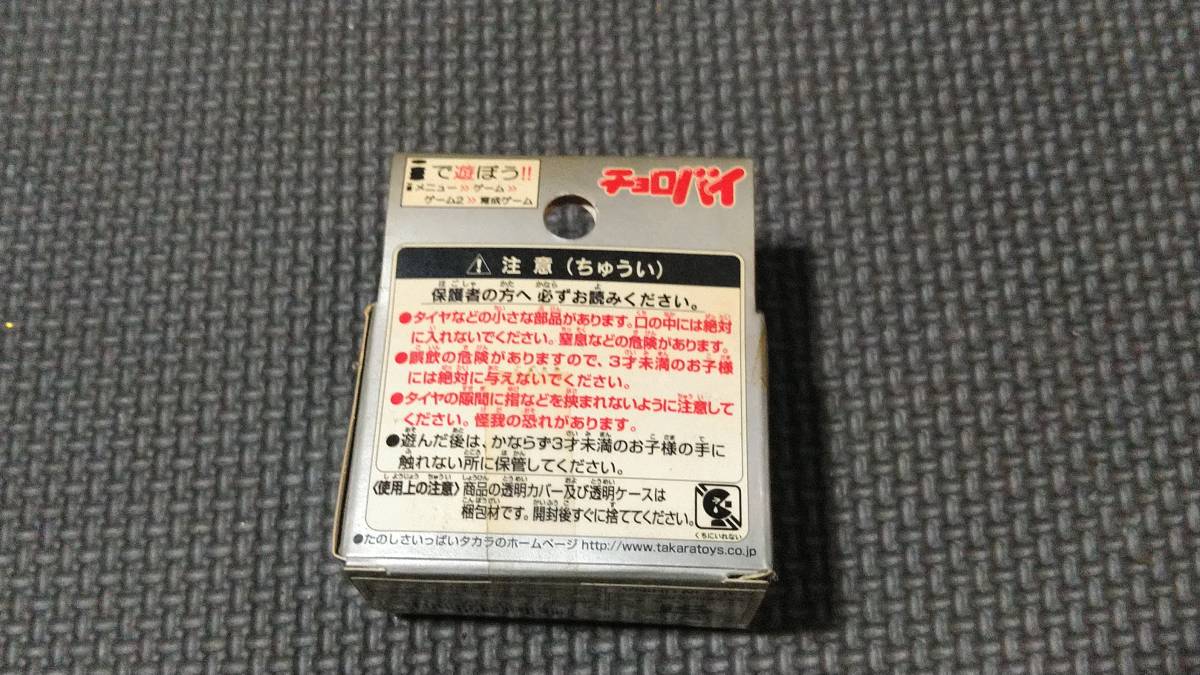 で遊ぼう!!
メニュー≫ゲーム≫
ゲーム2≫育成ゲーム
チョロバイ
⚠ 注意(ちゅうい)
保護者の方へ 必ずお読みください。
●タイヤなどの小さな部品があります。口の中には絶対
に入れないでください。窒息などの危険があります。
●誤飲の危険がありますので、3才未満のお子様
には絶対に与えないでください。
●タイヤの隙間に指などを挟まれないように注意して
ください。怪我の恐れがあります。
●遊んだ後は、かならず3才未満のお子様の手に
触れない所に保管してください。
〈使用上の注意〉商品の透明カバー及び透明ケースは
梱包材です。開封後すぐに捨ててください。
くちにいれない
●たのしさいっぱいタカラのホームページ http://www.takaratoys.co.jp